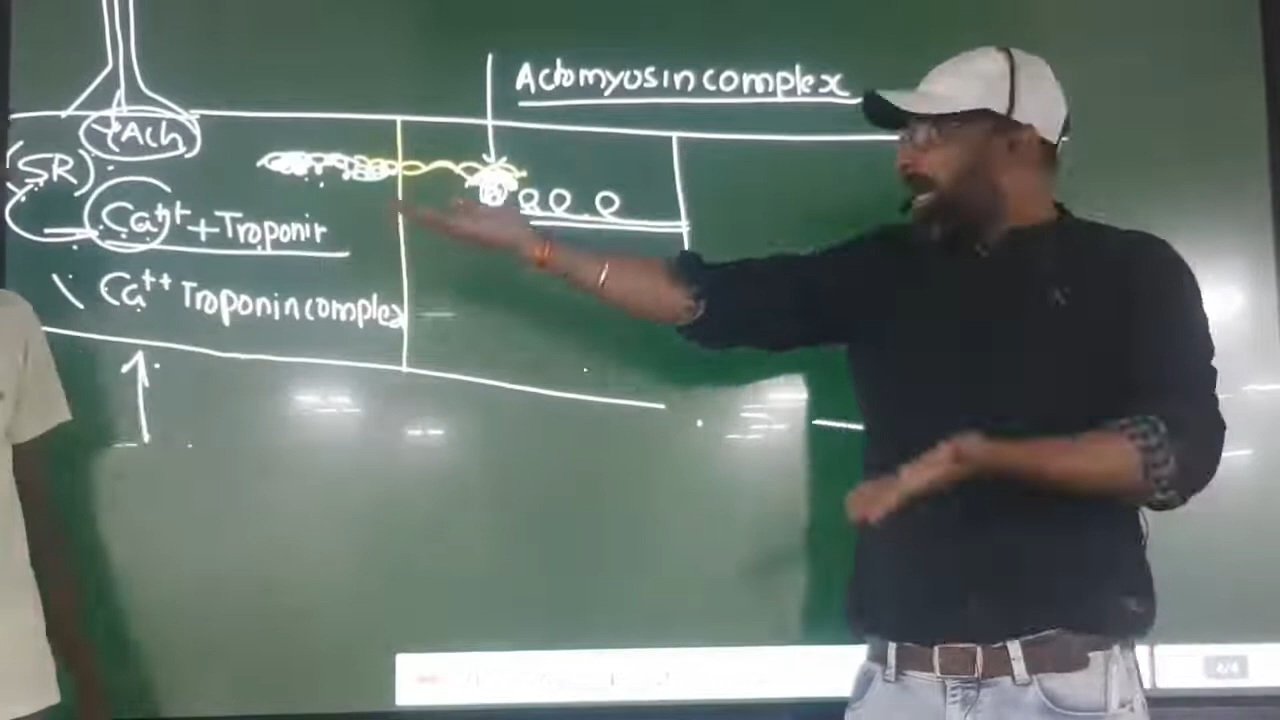 Actomyosin complex
+Ach
(SR)
Ca++ + Troponin
Ca++ Troponin complex